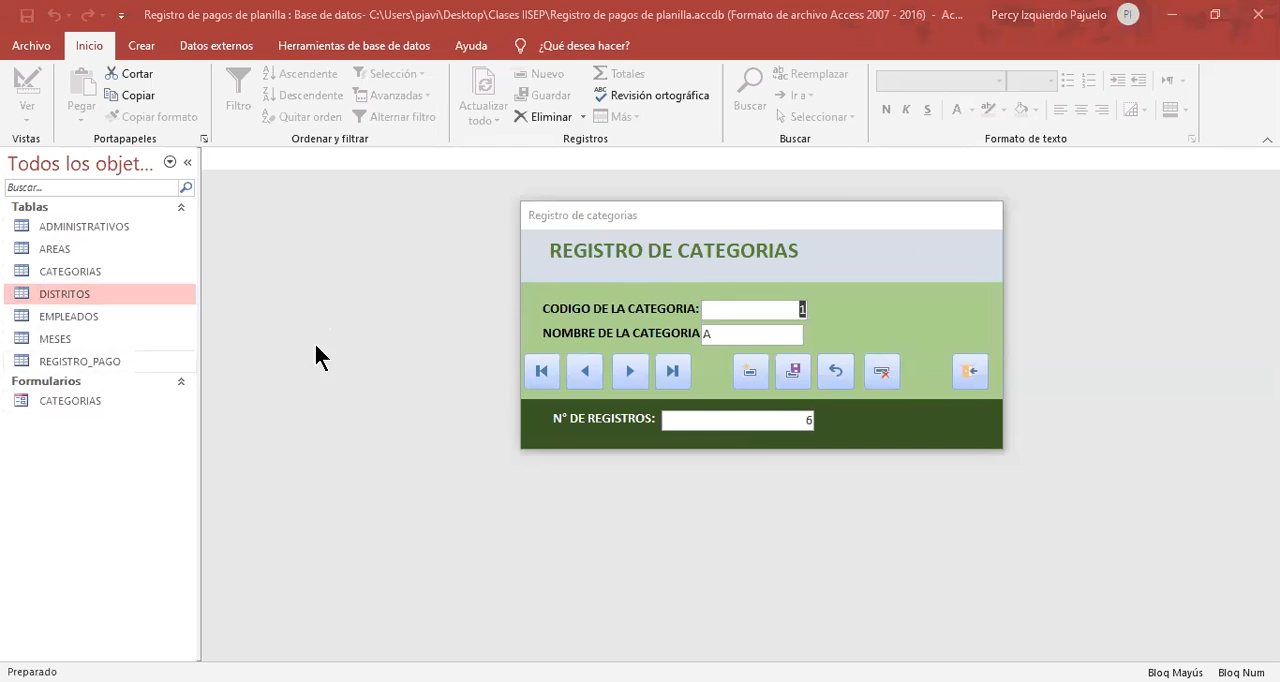 Registro de pagos de planilla : Base de datos- C:\Users\pjavi\Desktop\Clases IISEP\Registro de pagos de planilla.accdb (Formato de archivo Access 2007 - 2016) - Ac... Percy Izquierdo Pajuelo PI
Archivo Inicio Crear Datos externos Herramientas de base de datos Ayuda ¿Qué desea hacer?
Ver Pegar Cortar Filtro Ascendente Selección Actualizar todo Nuevo Totales Buscar Reemplazar
Copiar Descendente Avanzadas Guardar Revisión ortográfica Ir a
Copiar formato Quitar orden Alternar filtro Eliminar Más Seleccionar N K S A
Vistas Portapapeles Ordenar y filtrar Registros Buscar Formato de texto
Todos los objet...
Buscar...
Tablas
ADMINISTRATIVOS
AREAS
CATEGORIAS
DISTRITOS
EMPLEADOS
MESES
REGISTRO_PAGO
Formularios
CATEGORIAS
Registro de categorias
REGISTRO DE CATEGORIAS
CODIGO DE LA CATEGORIA: 1
NOMBRE DE LA CATEGORIA A
N° DE REGISTROS: 6
Preparado Bloq Mayús Bloq Num